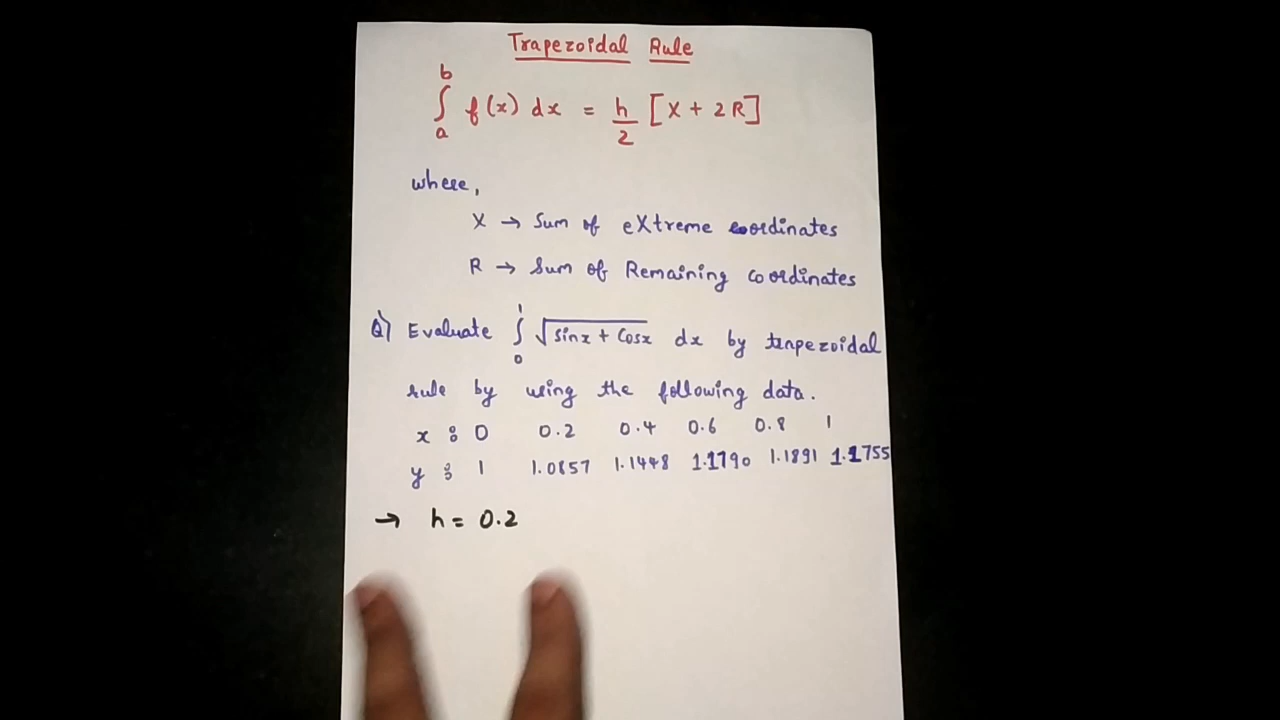 Trapezoidal Rule
∫ₐᵇ f(x) dx = h/2 [X + 2R]
where,
X → Sum of eXtreme coordinates
R → Sum of Remaining coordinates
Q) Evaluate ∫₀¹ √(sinx + Cosx) dx by trapezoidal
rule by using the following data.
x : 0 0.2 0.4 0.6 0.8 1
y : 1 1.0857 1.1448 1.1790 1.1891 1.1755
→ h = 0.2